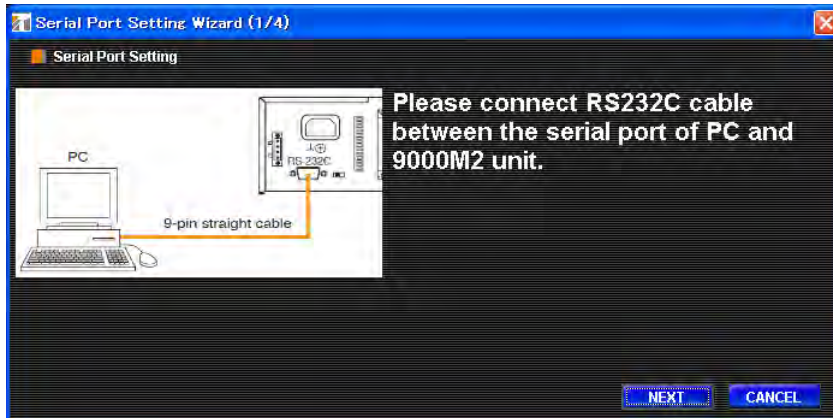 Serial Port Setting Wizard (1/4)
Serial Port Setting
Please connect RS232C cable
between the serial port of PC and
9000M2 unit.
PC
RS-232C
9-pin straight cable
NEXT
CANCEL